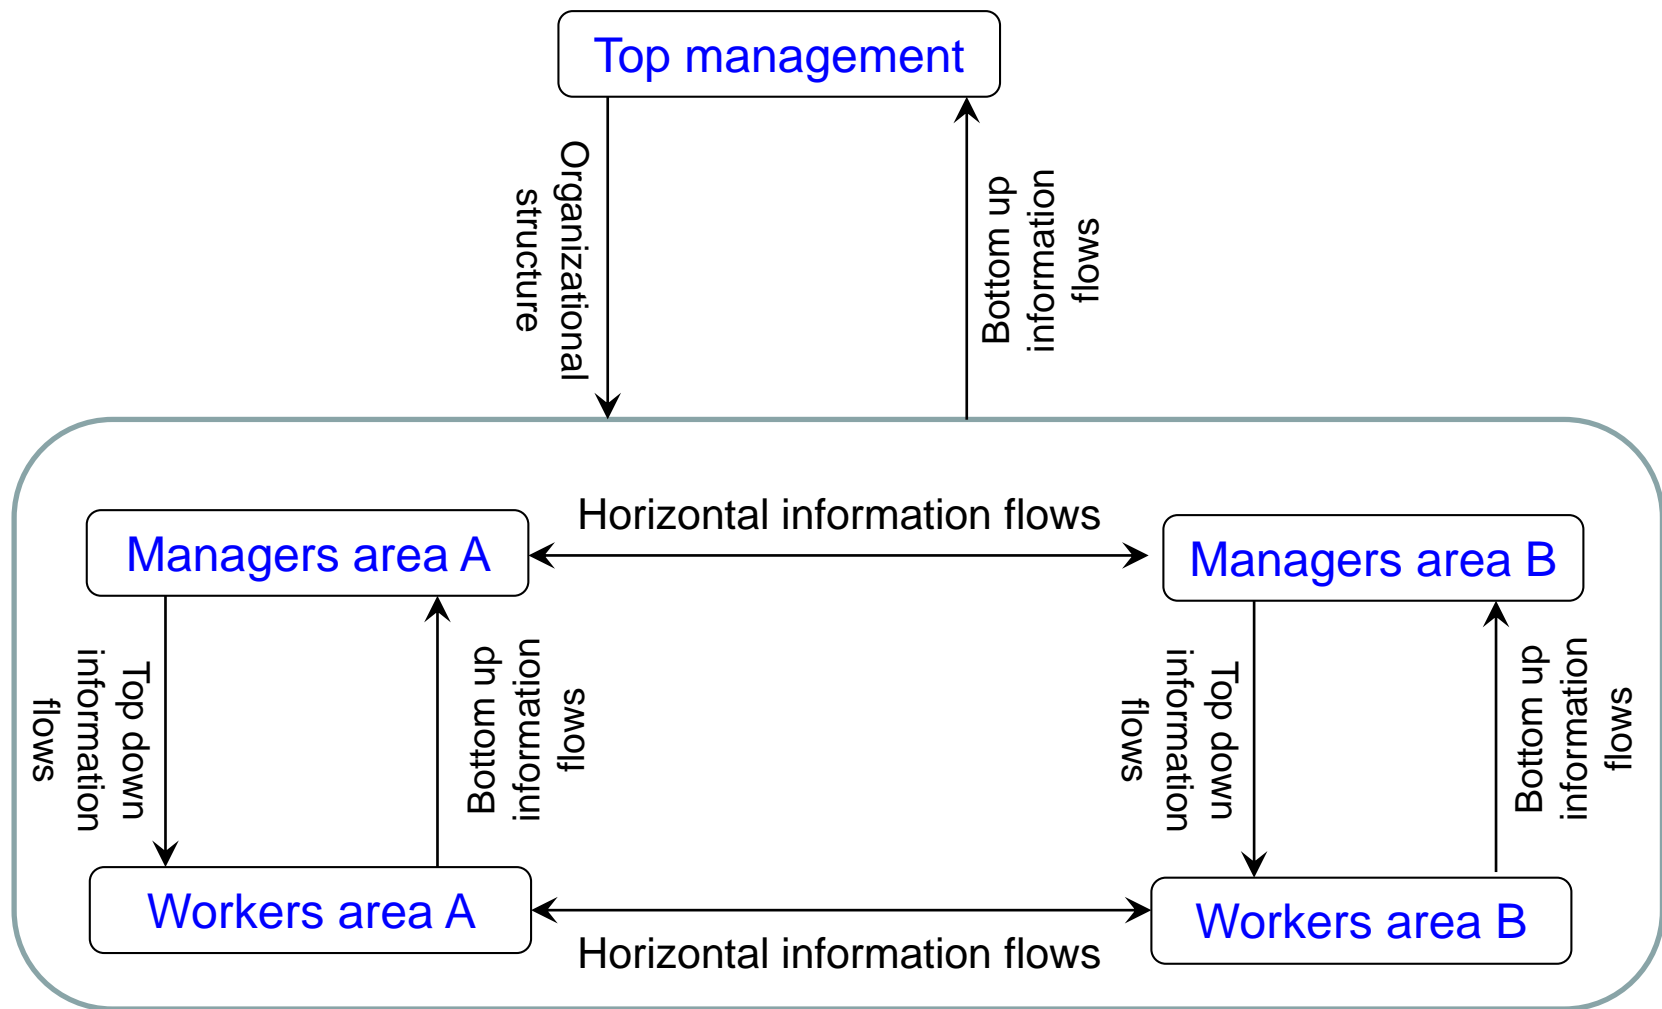 Top management
Organizational
structure
Bottom up
information
flows
Horizontal information flows
Managers area A
Managers area B
Top down
information
flows
Bottom up
information
flows
Top down
information
flows
Bottom up
information
flows
Workers area A
Workers area B
Horizontal information flows